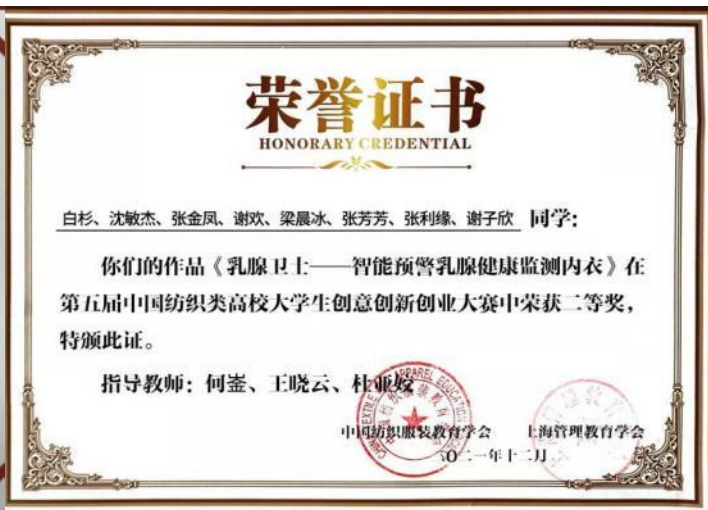 荣誉证书
HONORARY CREDENTIAL
白杉、沈敏杰、张金凤、谢欢、梁晨冰、张芳芳、张利缘、谢子欣 同学:
你们的作品《乳腺卫士——智能预警乳腺健康监测内衣》在
第五届中国纺织类高校大学生创意创新创业大赛中荣获二等奖,
特颁此证。
指导教师:何崟、王晓云、杜亚姣
中国纺织服装教育学会 上海管理教育学会
二〇二一年十二月